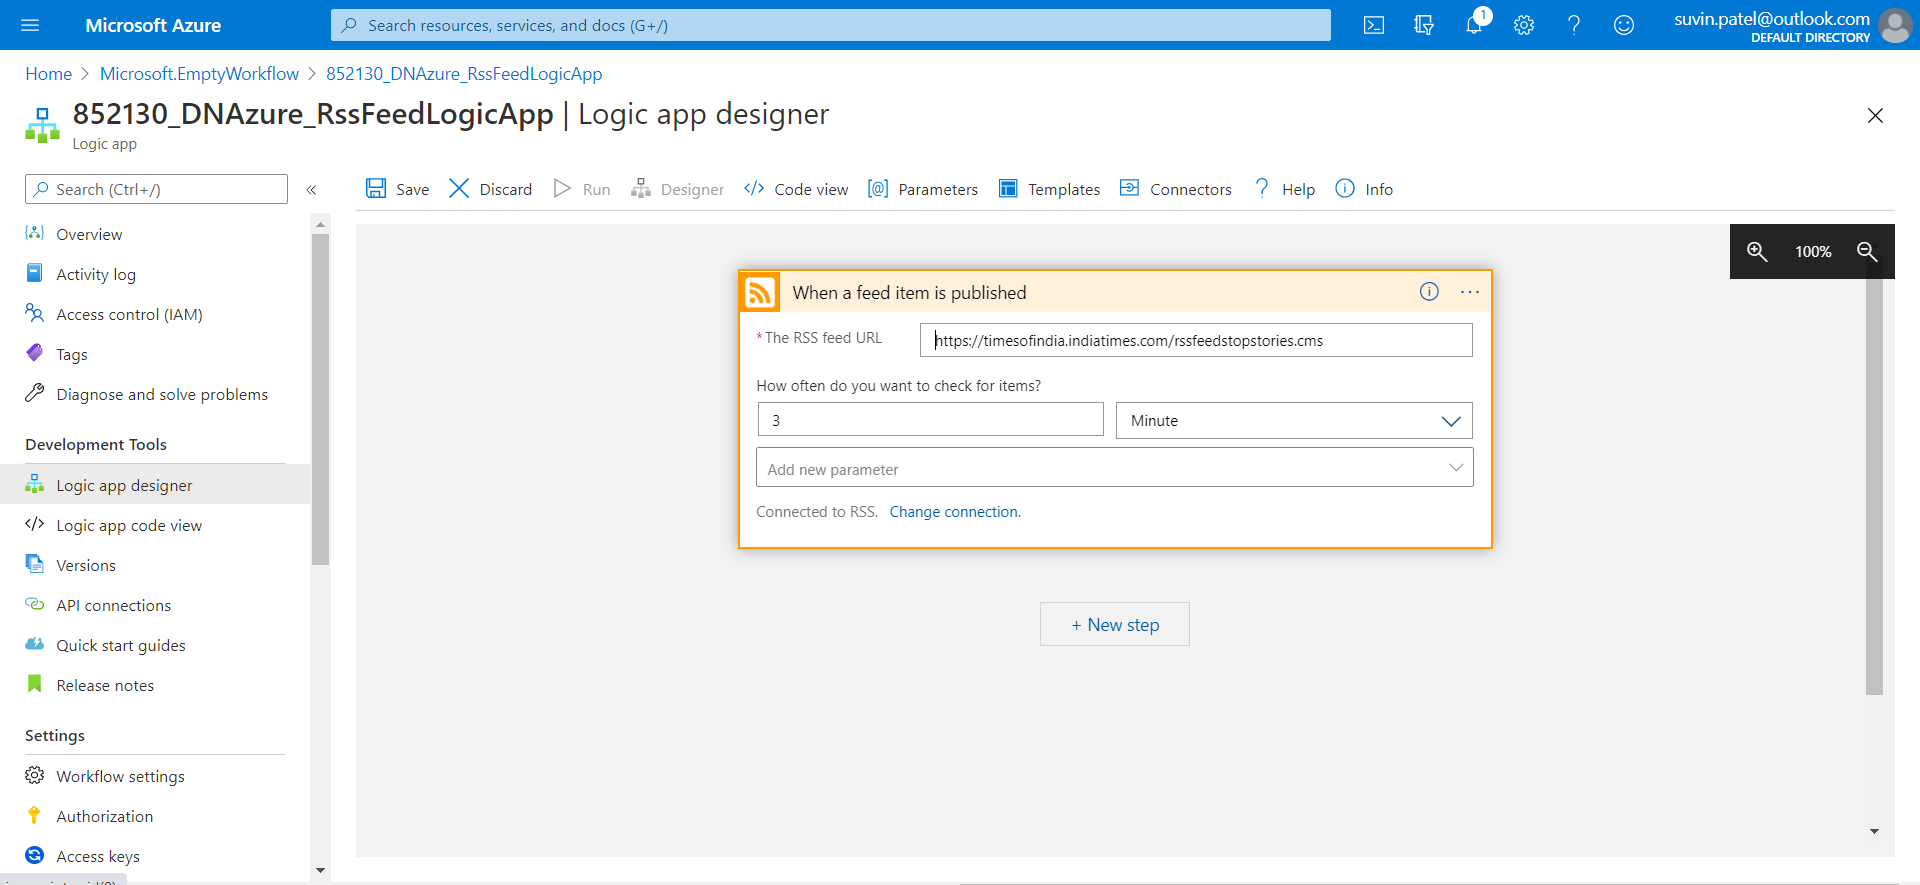 Microsoft Azure
Search resources, services, and docs (G+/)
1
suvin.patel@outlook.com
DEFAULT DIRECTORY
Home > Microsoft.EmptyWorkflow > 852130_DNAzure_RssFeedLogicApp
852130_DNAzure_RssFeedLogicApp | Logic app designer
Logic app
Search (Ctrl+/)
«
Save
Discard
Run
Designer
Code view
Parameters
Templates
Connectors
Help
Info
Overview
Activity log
Access control (IAM)
Tags
Diagnose and solve problems
Development Tools
Logic app designer
Logic app code view
Versions
API connections
Quick start guides
Release notes
Settings
Workflow settings
Authorization
Access keys
100%
When a feed item is published
...
* The RSS feed URL
https://timesofindia.indiatimes.com/rssfeedstopstories.cms
How often do you want to check for items?
3
Minute
Add new parameter
Connected to RSS. Change connection.
+ New step